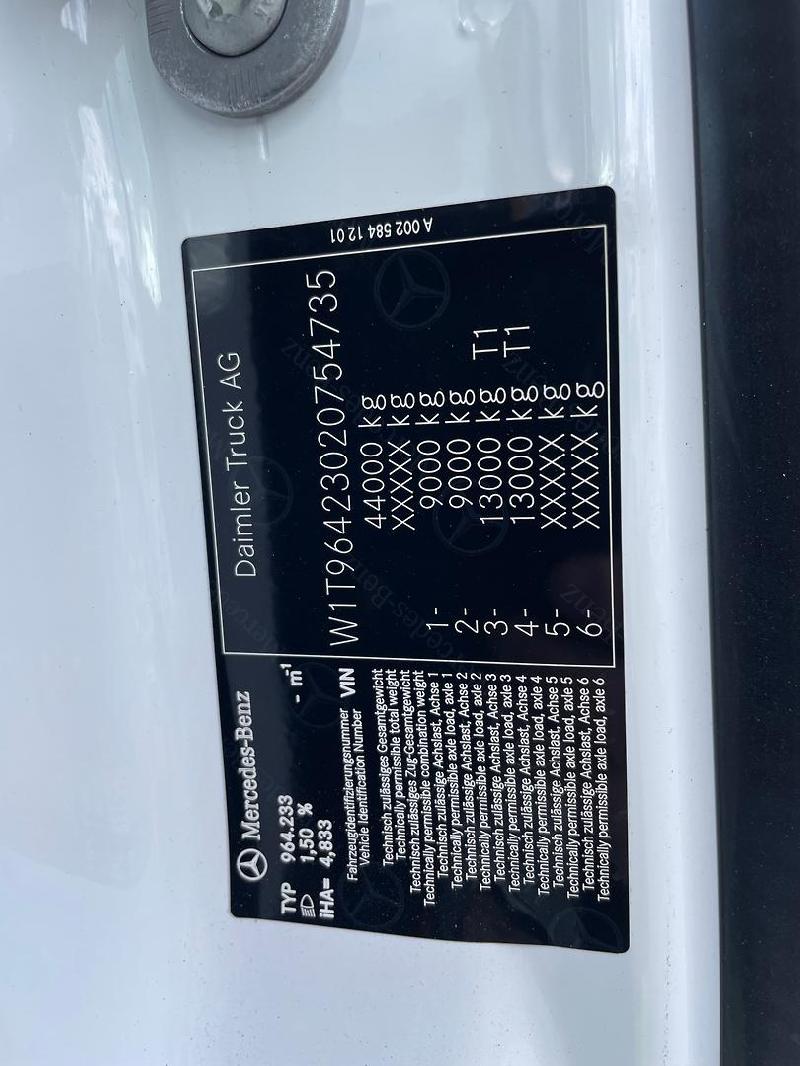 Mercedes-Benz
TYP 964.233 - m⁻¹
1,50 %
iHA= 4,833
Fahrzeugidentifizierungsnummer
Vehicle Identification Number
VIN
Technisch zulässiges Gesamtgewicht
Technically permissible total weight
Technisch zulässiges Zug-Gesamtgewicht
Technically permissible combination weight
Technisch zulässige Achslast, Achse 1
Technically permissible axle load, axle 1
Technisch zulässige Achslast, Achse 2
Technically permissible axle load, axle 2
Technisch zulässige Achslast, Achse 3
Technically permissible axle load, axle 3
Technisch zulässige Achslast, Achse 4
Technically permissible axle load, axle 4
Technisch zulässige Achslast, Achse 5
Technically permissible axle load, axle 5
Technisch zulässige Achslast, Achse 6
Technically permissible axle load, axle 6
Daimler Truck AG
W1T96423020754735
44000 kg
XXXXX kg
1- 9000 kg
2- 9000 kg
3- 13000 kg T1
4- 13000 kg T1
5- XXXXX kg
6- XXXXX kg
A 002 584 12 01